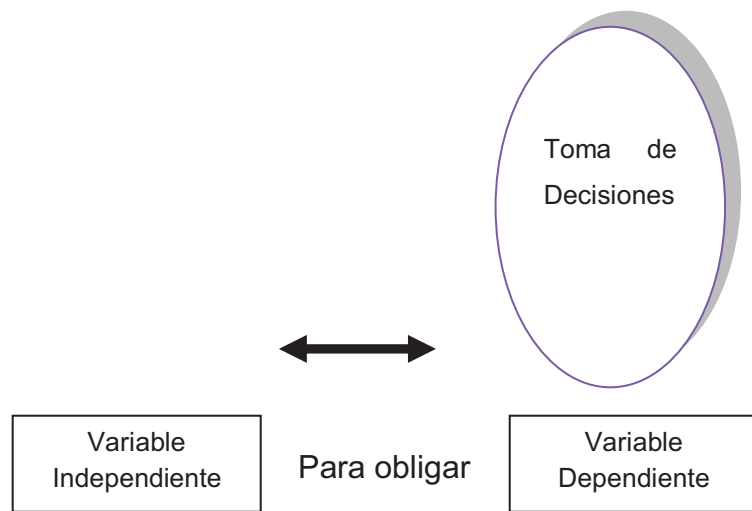 Toma de
Decisiones
Variable
Independiente
Para obligar
Variable
Dependiente